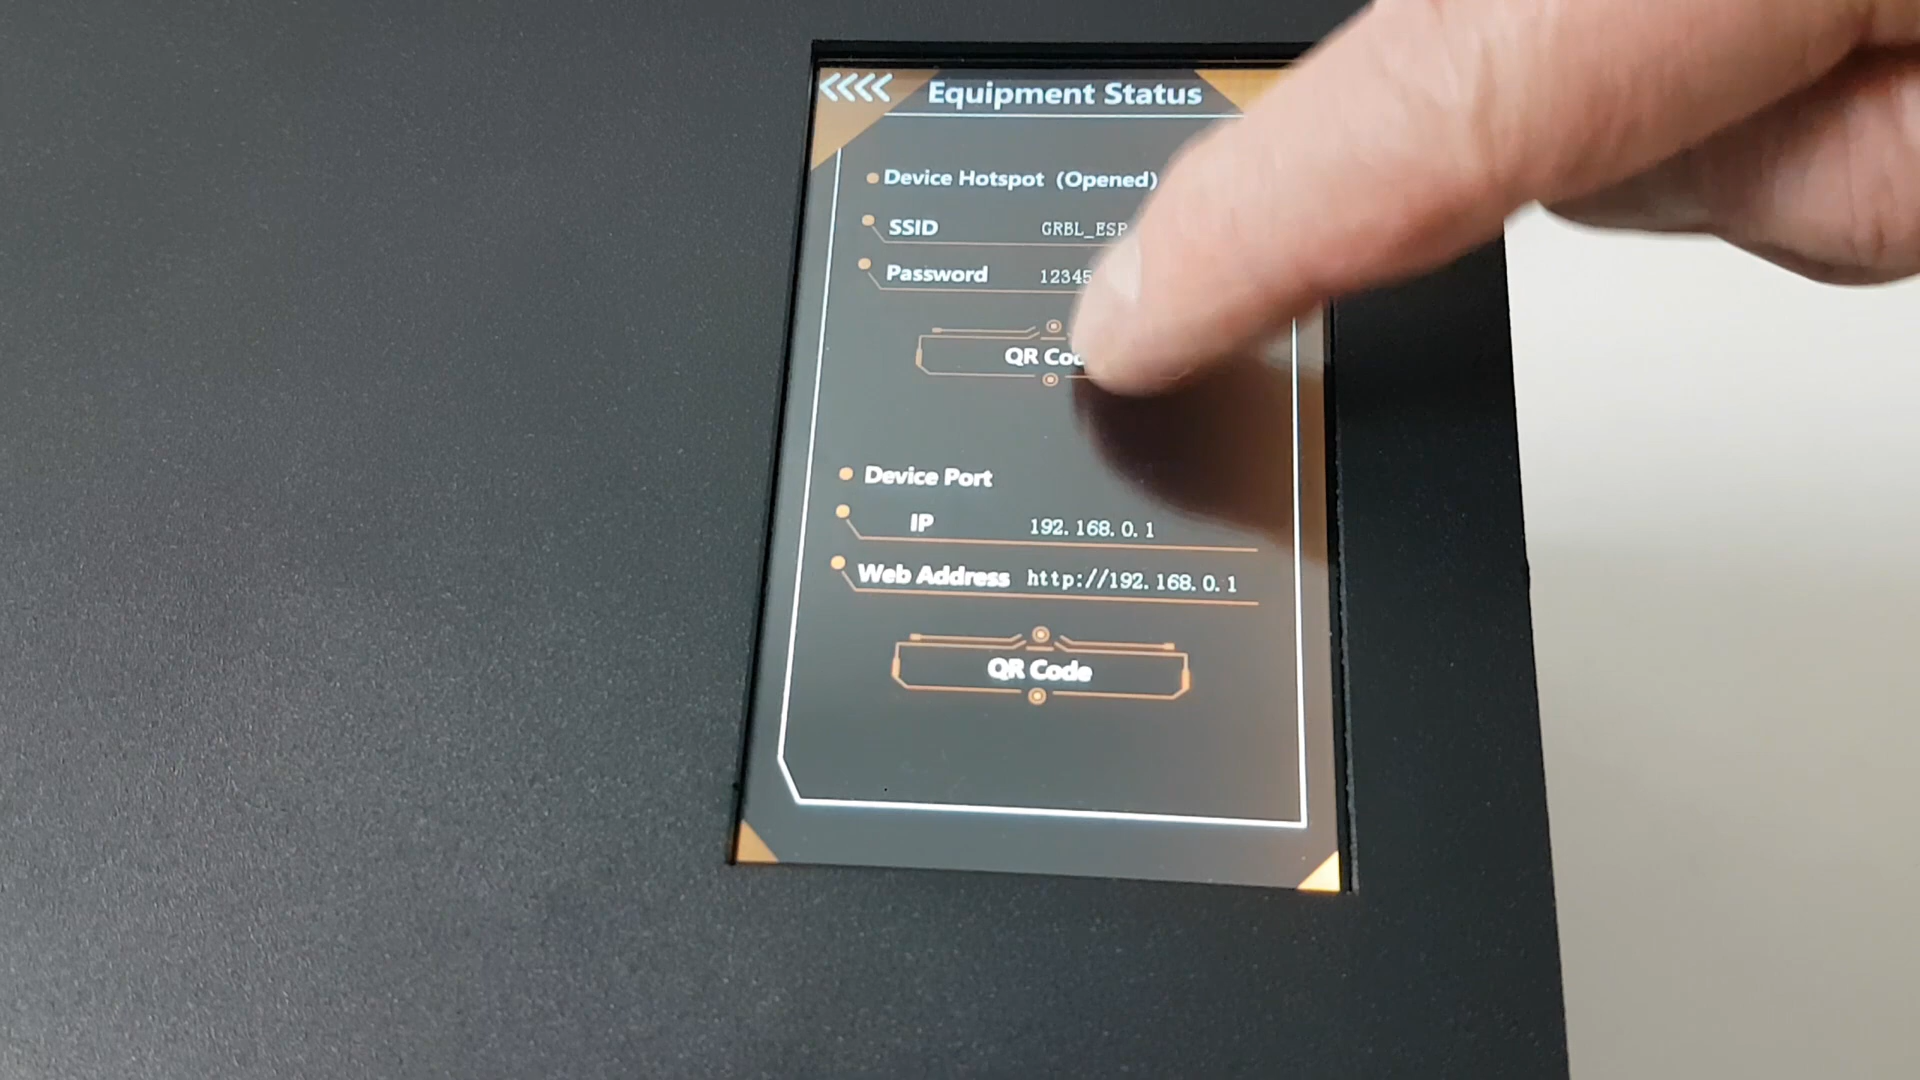 Equipment Status
Device Hotspot (Opened)
SSID GRBL_ESP
Password 12345
QR Code
Device Port
IP 192.168.0.1
Web Address http://192.168.0.1
QR Code